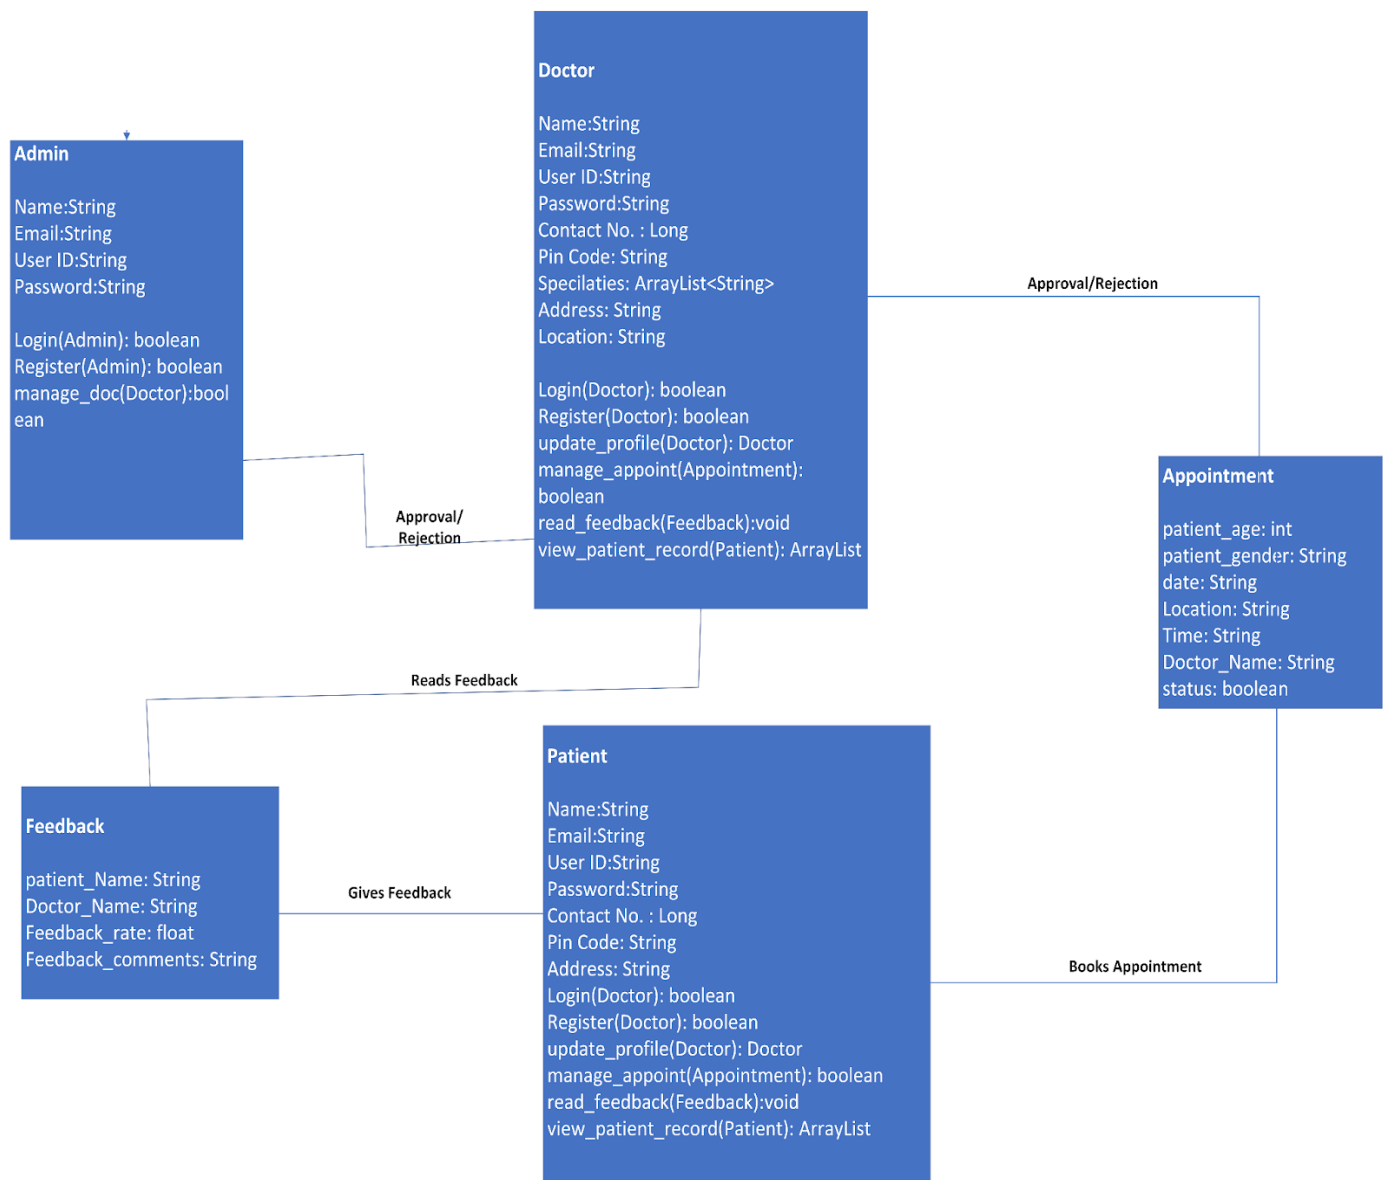 Doctor
Name:String
Email:String
User ID:String
Password:String
Contact No. : Long
Pin Code: String
Specilaties: ArrayList<String>
Address: String
Location: String
Login(Doctor): boolean
Register(Doctor): boolean
update_profile(Doctor): Doctor
manage_appoint(Appointment):
boolean
read_feedback(Feedback):void
view_patient_record(Patient): ArrayList
Admin
Name:String
Email:String
User ID:String
Password:String
Login(Admin): boolean
Register(Admin): boolean
manage_doc(Doctor):bool
ean
Approval/Rejection
Approval/
Rejection
Appointment
patient_age: int
patient_gender: String
date: String
Location: String
Time: String
Doctor_Name: String
status: boolean
Reads Feedback
Feedback
patient_Name: String
Doctor_Name: String
Feedback_rate: float
Feedback_comments: String
Gives Feedback
Patient
Name:String
Email:String
User ID:String
Password:String
Contact No. : Long
Pin Code: String
Address: String
Login(Doctor): boolean
Register(Doctor): boolean
update_profile(Doctor): Doctor
manage_appoint(Appointment): boolean
read_feedback(Feedback):void
view_patient_record(Patient): ArrayList
Books Appointment